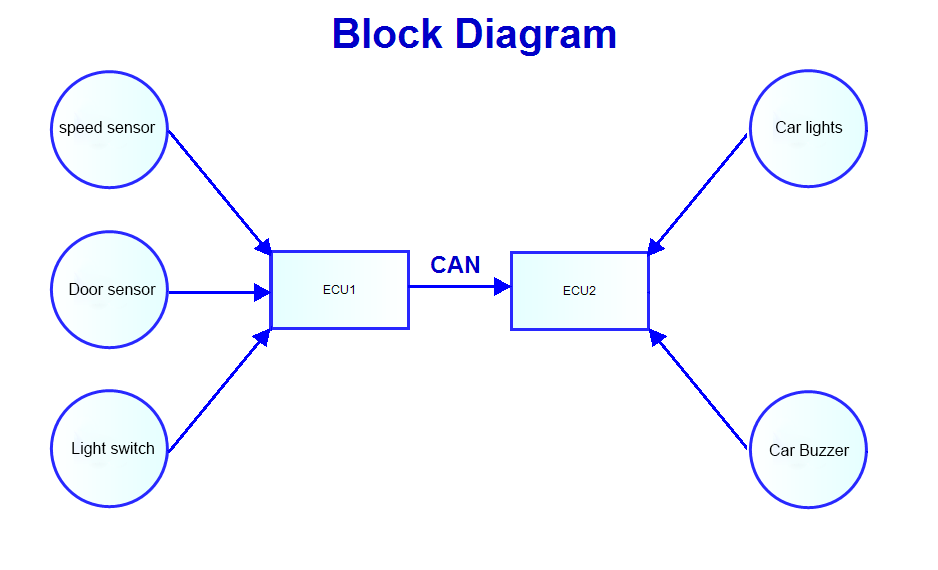 Block Diagram
speed sensor
Car lights
CAN
Door sensor
ECU1
ECU2
Light switch
Car Buzzer